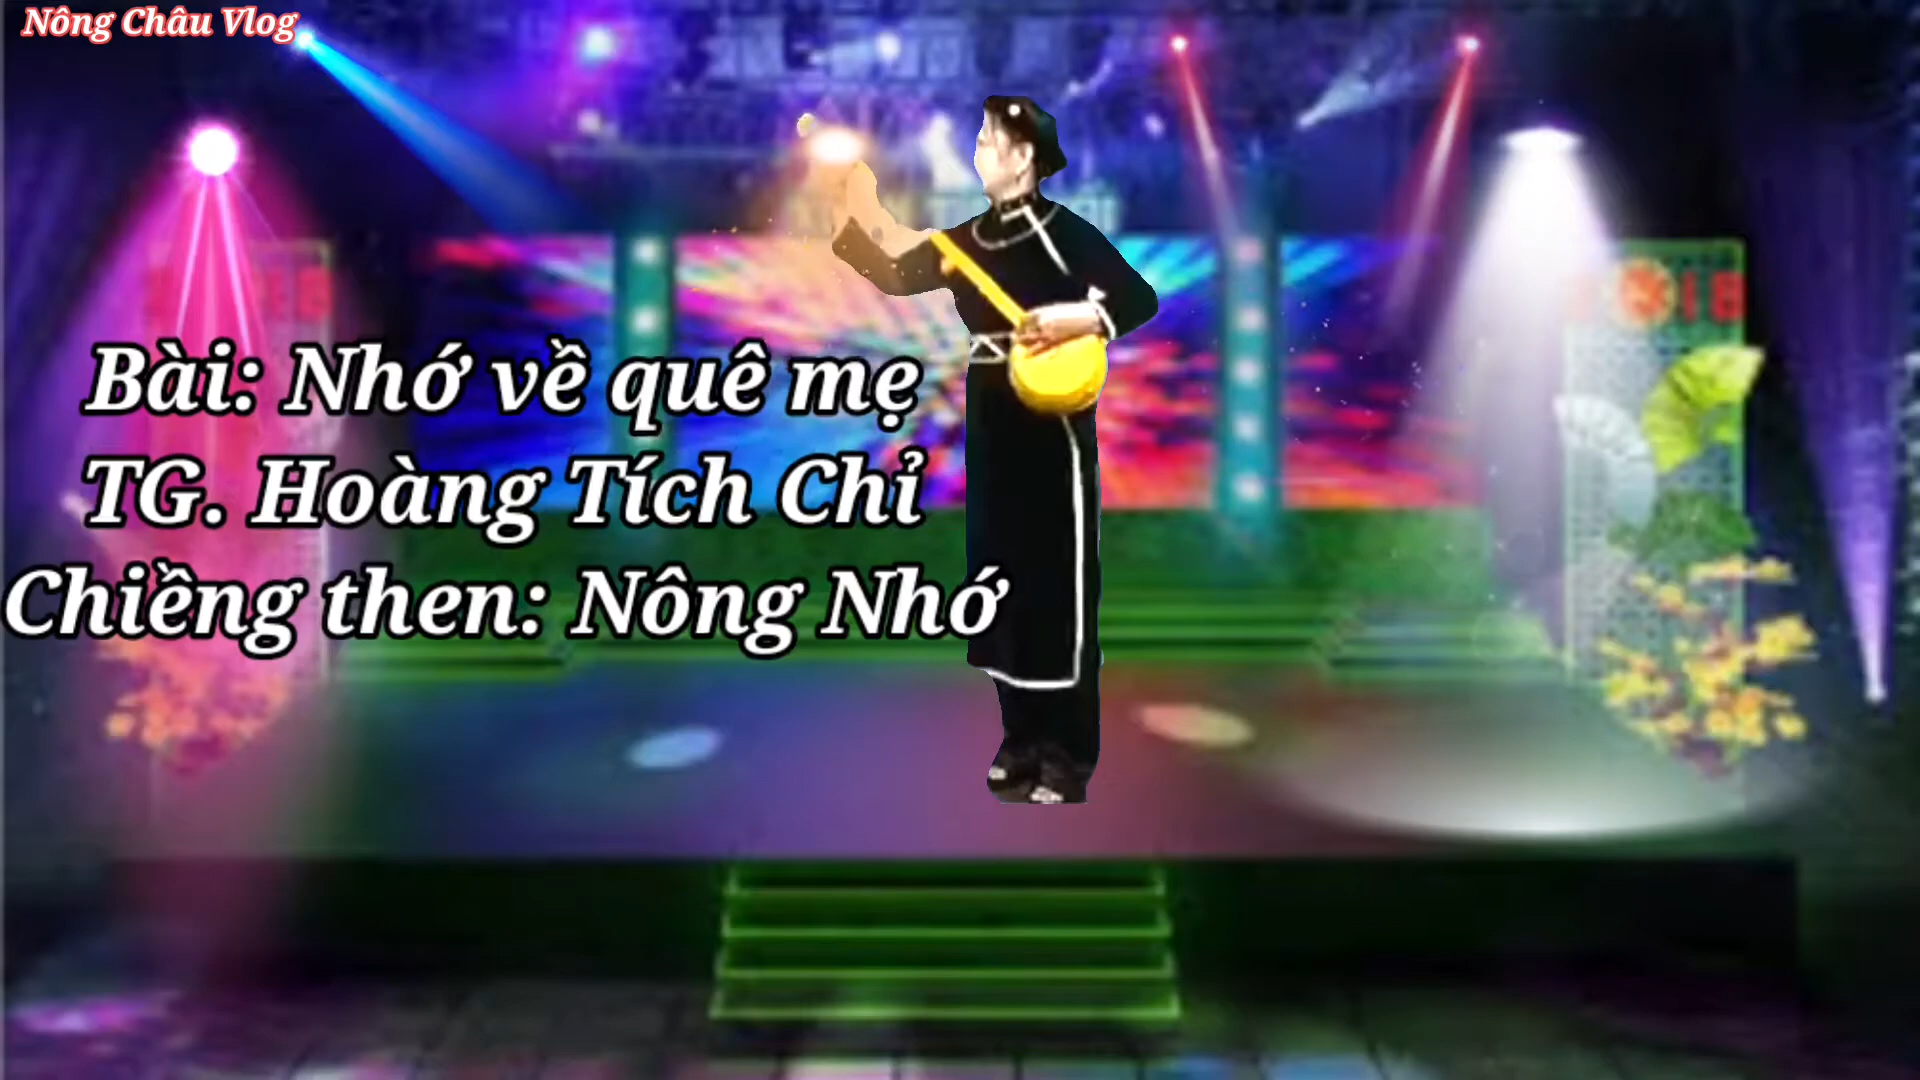 Nông Châu Vlog
Bài: Nhớ về quê mẹ
TG. Hoàng Tích Chỉ
Chiềng then: Nông Nhớ